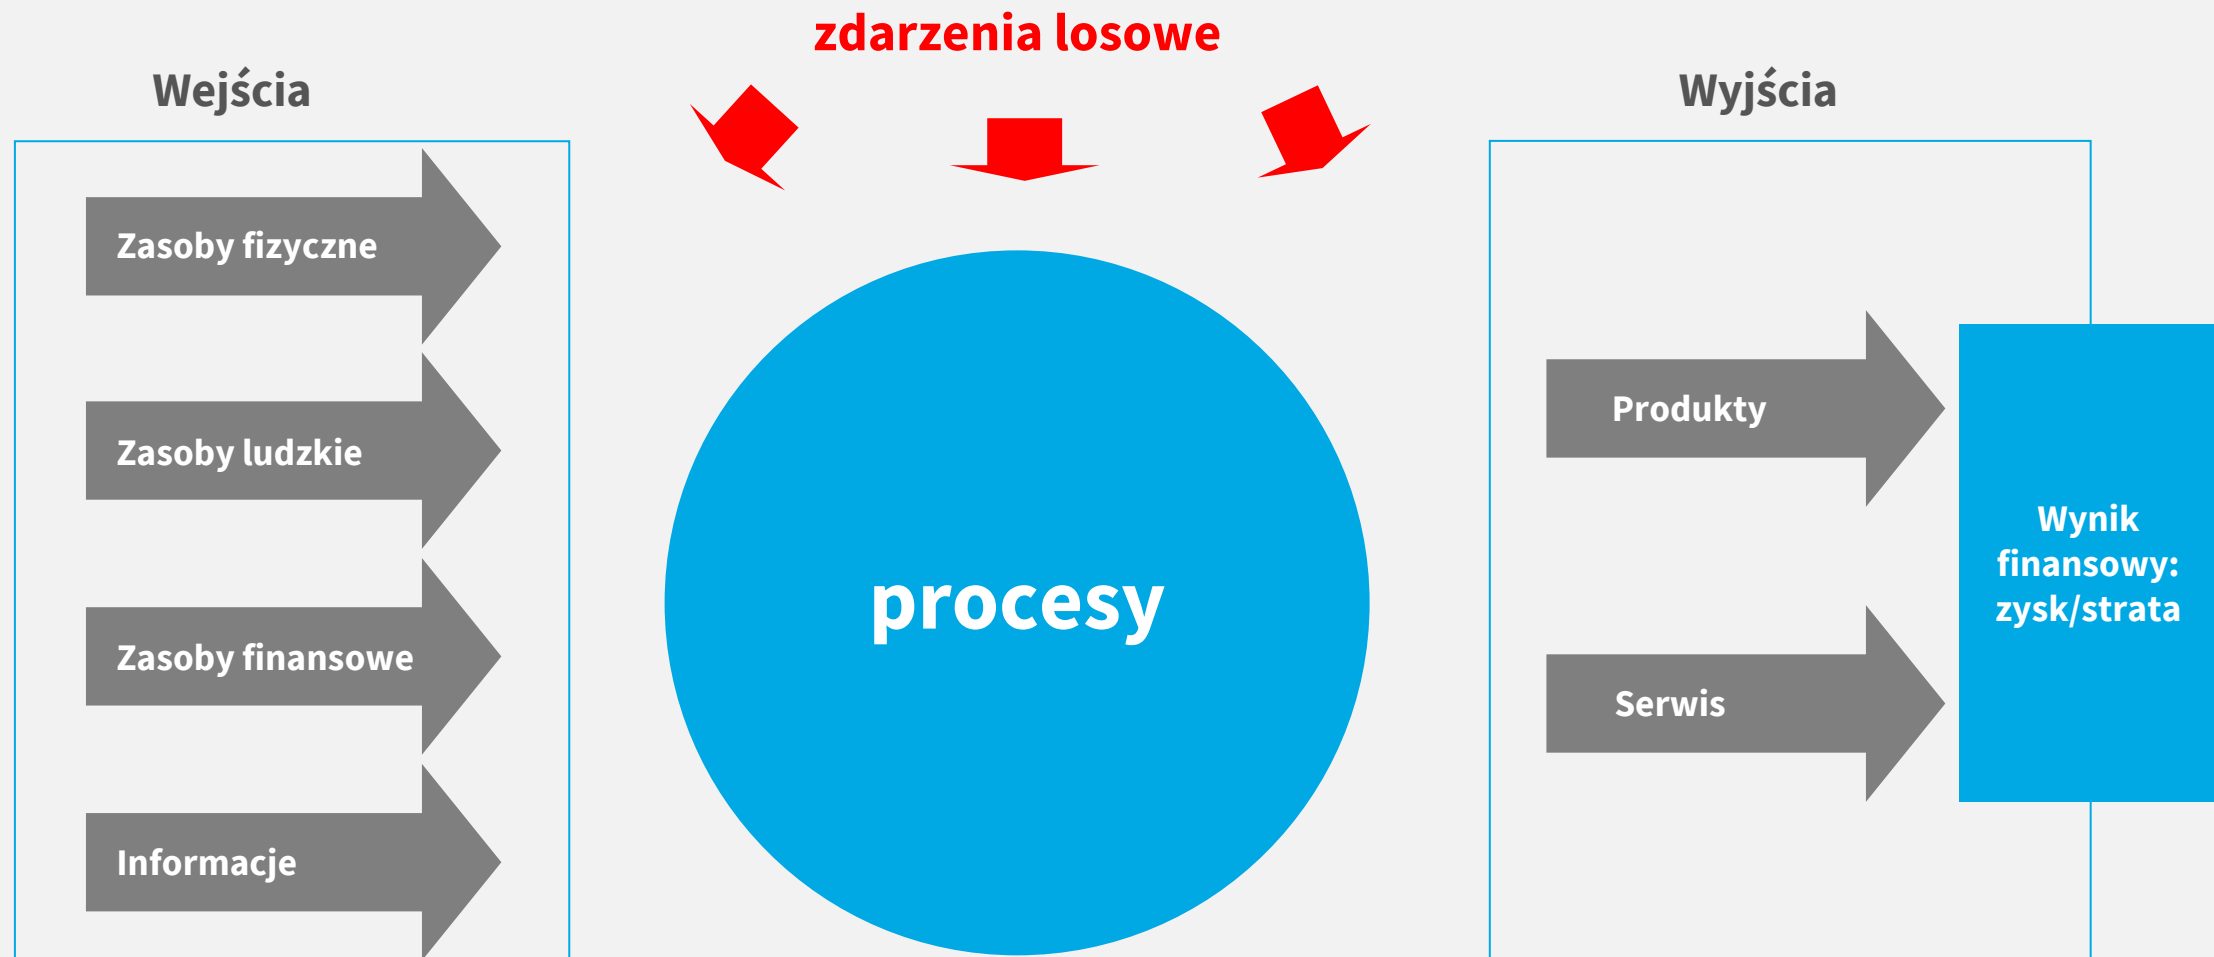 zdarzenia losowe
Wejścia
Wyjścia
Zasoby fizyczne
Zasoby ludzkie
Zasoby finansowe
Informacje
procesy
Produkty
Serwis
Wynik
finansowy:
zysk/strata